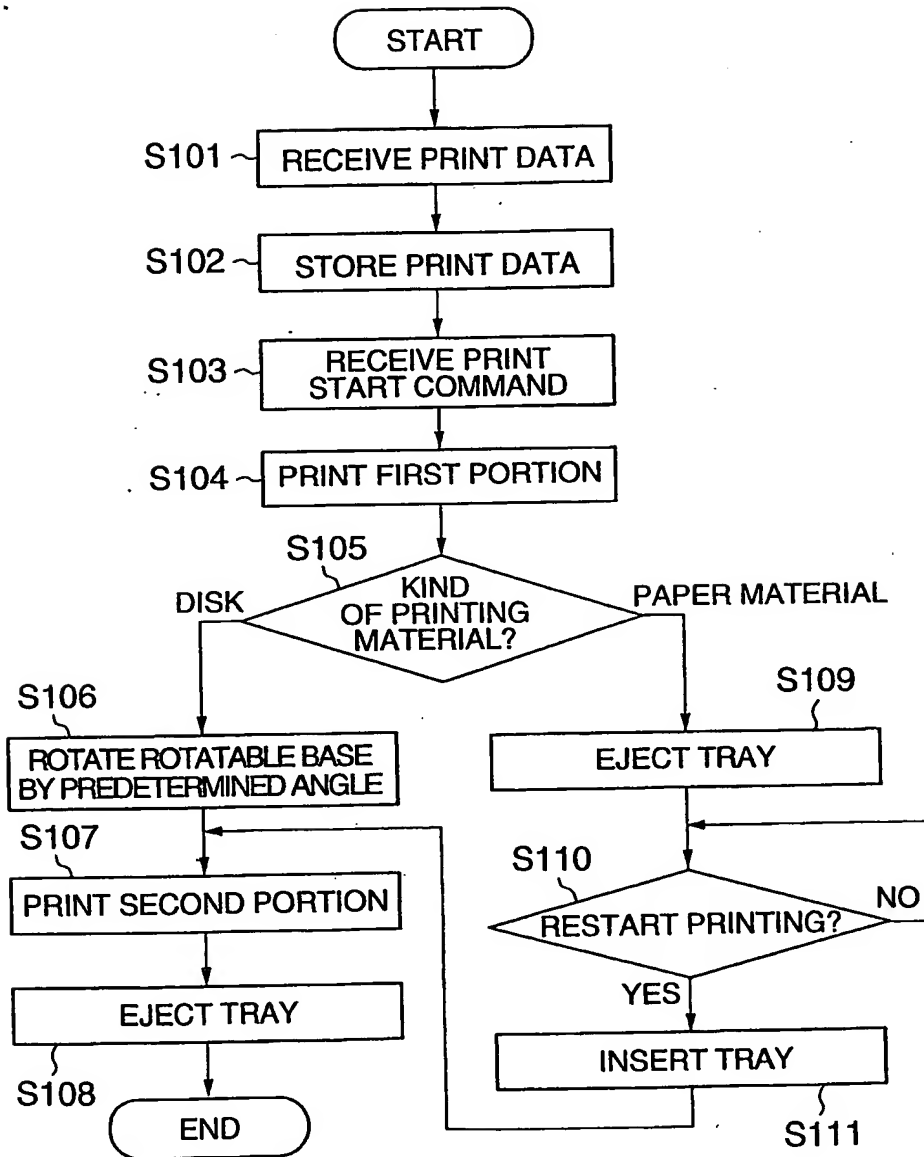 START
S101
RECEIVE PRINT DATA
S102
STORE PRINT DATA
S103
RECEIVE PRINT
START COMMAND
S104
PRINT FIRST PORTION
S105
KIND
OF PRINTING
MATERIAL?
DISK
PAPER MATERIAL
S106
ROTATE ROTATABLE BASE
BY PREDETERMINED ANGLE
S107
PRINT SECOND PORTION
EJECT TRAY
S108
END
S109
EJECT TRAY
S110
RESTART PRINTING?
NO
YES
INSERT TRAY
S111